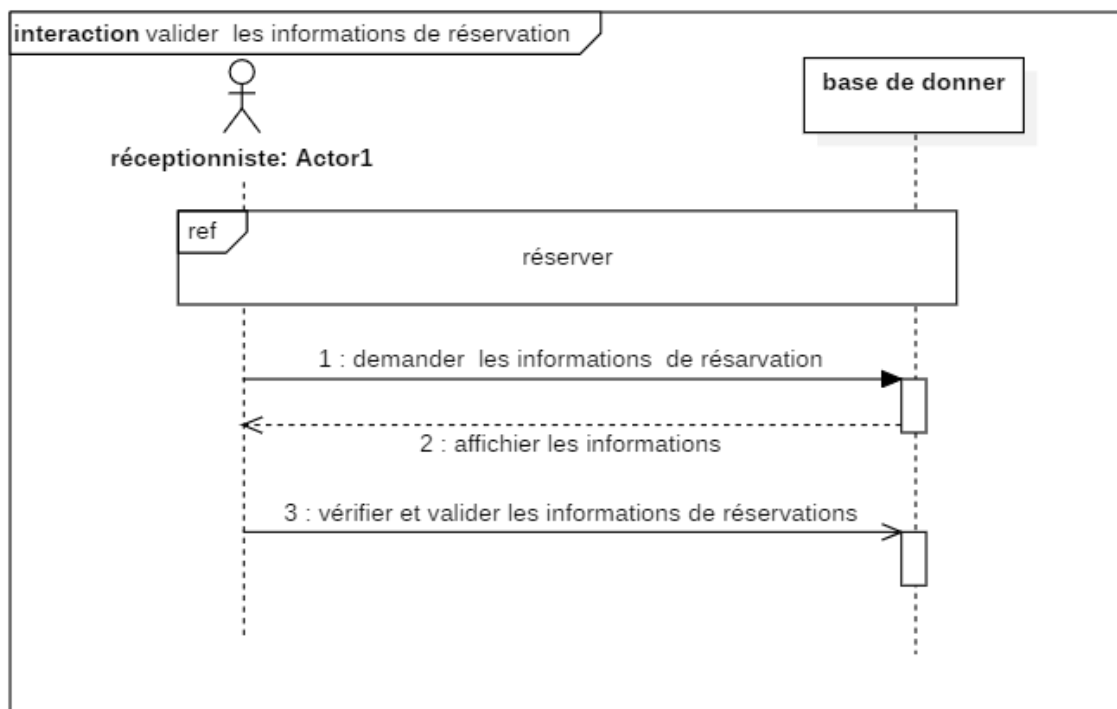 interaction valider les informations de réservation
base de donner
réceptionniste: Actor1
ref
réserver
1 : demander les informations de résarvation
2 : affichier les informations
3 : vérifier et valider les informations de réservations